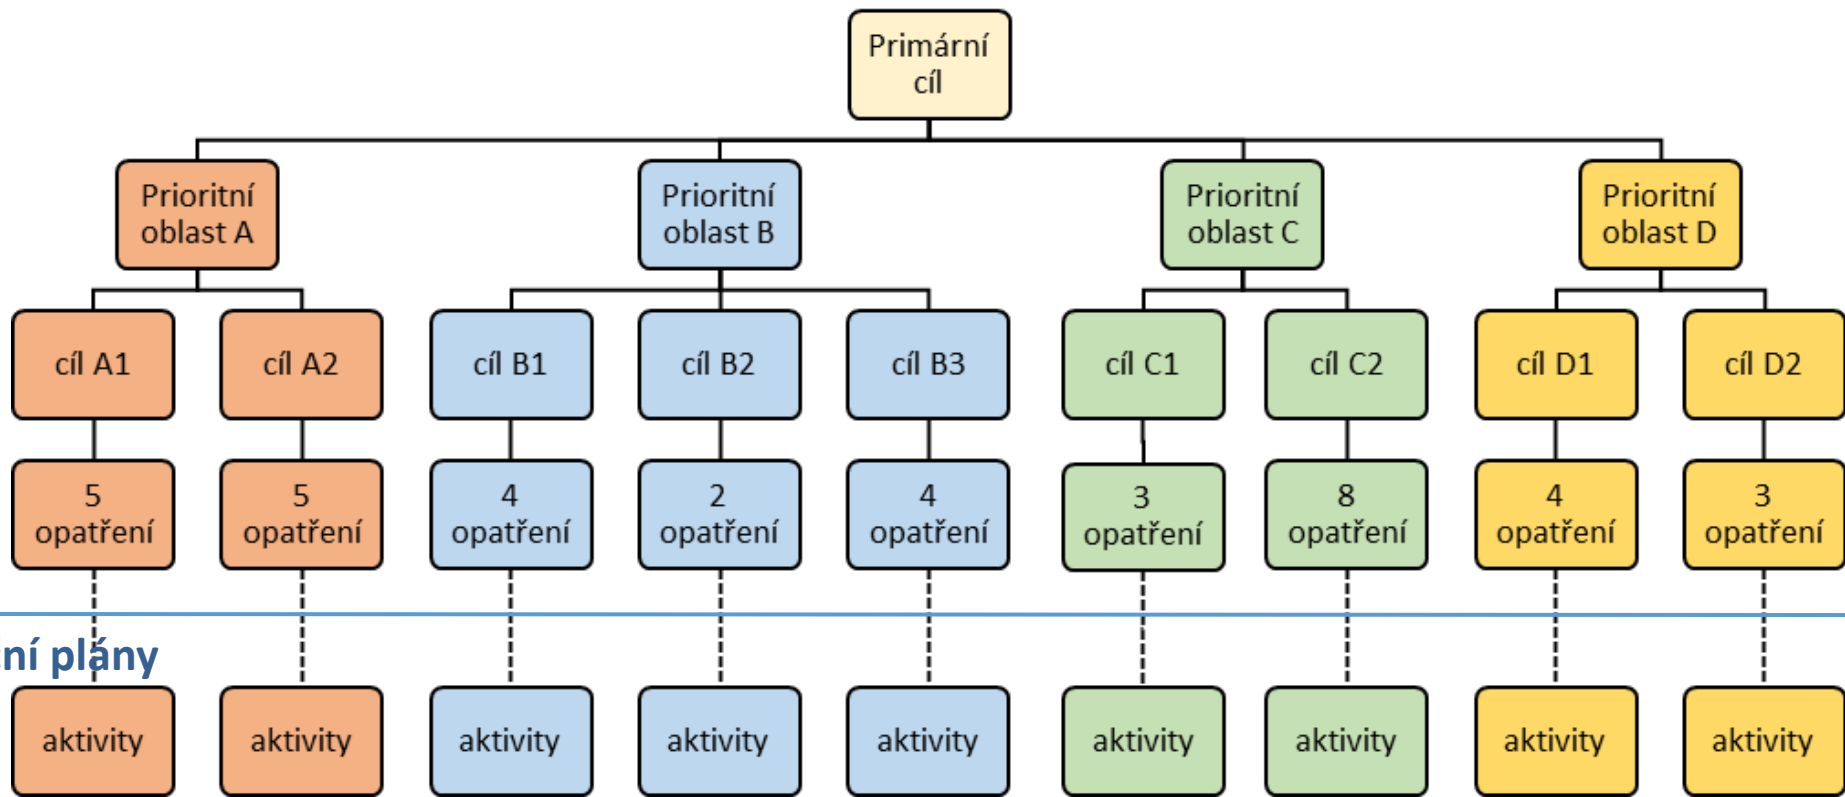 Primární
cíl
Prioritní
oblast A
Prioritní
oblast B
Prioritní
oblast C
Prioritní
oblast D
cíl A1
cíl A2
cíl B1
cíl B2
cíl B3
cíl C1
cíl C2
cíl D1
cíl D2
5
opatření
5
opatření
4
opatření
2
opatření
4
opatření
3
opatření
8
opatření
4
opatření
3
opatření
plány
aktivity
aktivity
aktivity
aktivity
aktivity
aktivity
aktivity
aktivity
aktivity